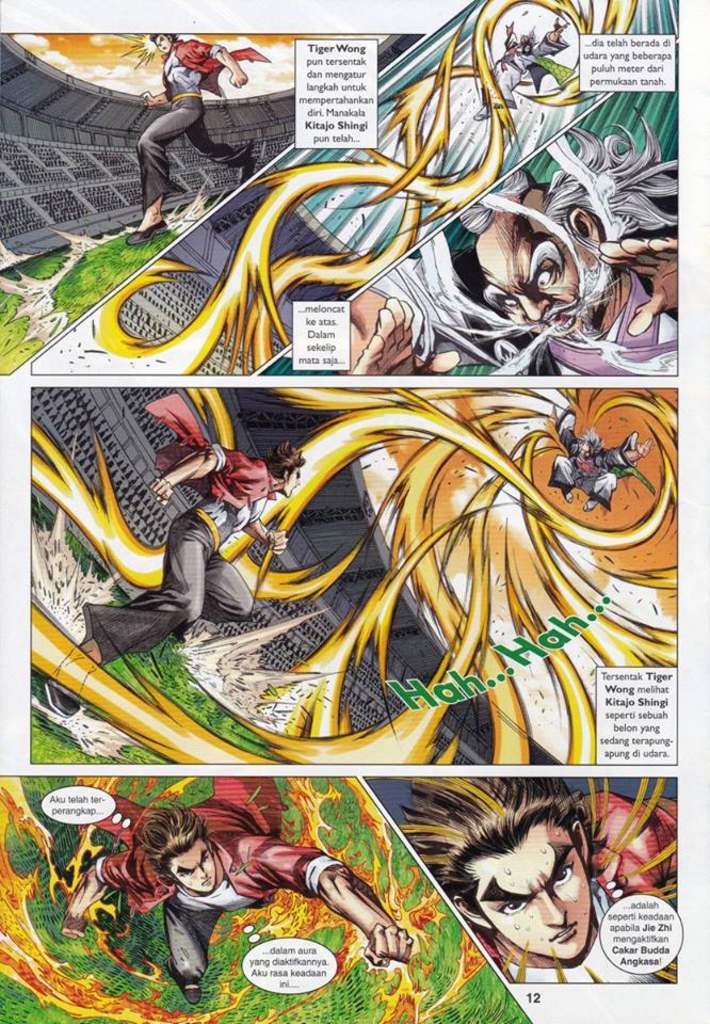 Tiger Wong
pun tersentak
dan mengatur
langkah untuk
mempertahankan
diri. Manakala
Kitajo Shingi
pun telah...
...meloncat
ke atas.
Dalam
sekelip
mata saja...
...dia telah berada di
udara yang beberapa
puluh meter dari
permukaan tanah.
Hah...Hah...
Tersentak Tiger
Wong melihat
Kitajo Shingi
seperti sebuah
belon yang
sedang terapung-
apung di udara.
Aku telah ter-
perangkap...
...dalam aura
yang diaktifkannya.
Aku rasa keadaan
ini....
...adalah
seperti keadaan
apabila Jie Zhi
mengaktifkan
Cakar Budda
Angkasa!
12